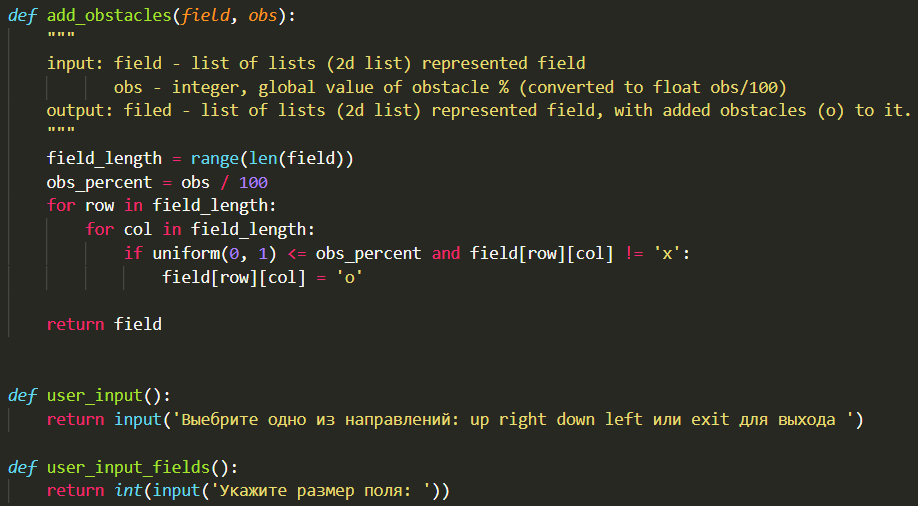 def add_obstacles(field, obs):
    """
    input: field - list of lists (2d list) represented field
           obs - integer, global value of obstacle % (converted to float obs/100)
    output: filed - list of lists (2d list) represented field, with added obstacles (o) to it.
    """
    field_length = range(len(field))
    obs_percent = obs / 100
    for row in field_length:
        for col in field_length:
            if uniform(0, 1) <= obs_percent and field[row][col] != 'x':
                field[row][col] = 'o'

    return field


def user_input():
    return input('Выебрите одно из направлений: up right down left или exit для выхода ')

def user_input_fields():
    return int(input('Укажите размер поля: '))